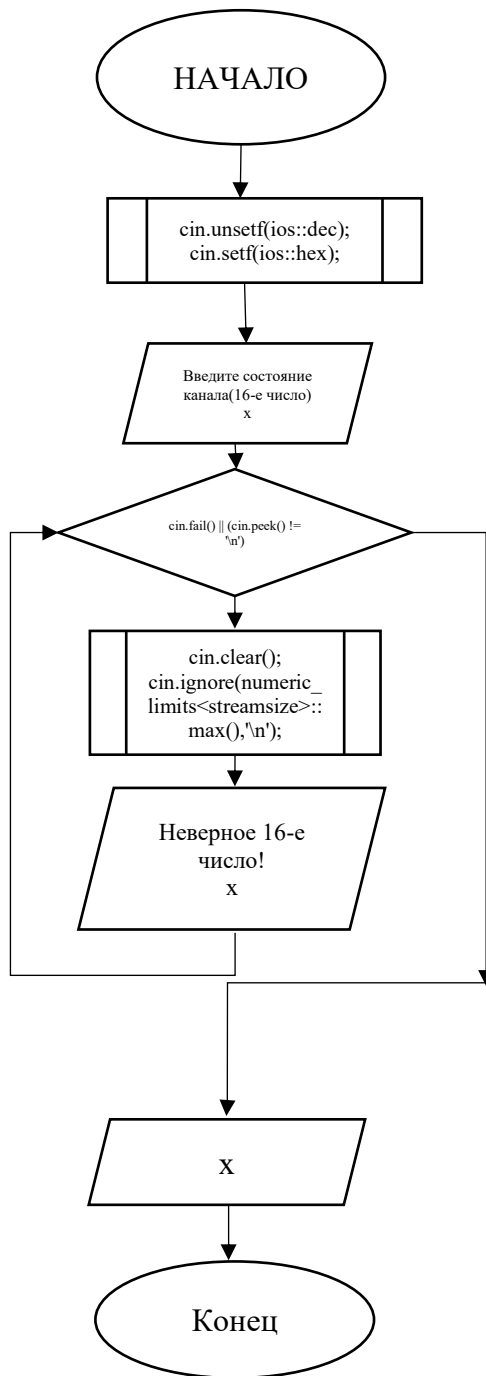 НАЧАЛО
cin.unsetf(ios::dec);
cin.setf(ios::hex);
Введите состояние
канала(16-е число)
x
cin.fail() || (cin.peek() !=
'\n')
cin.clear();
cin.ignore(numeric_
limits<streamsize>::
max(),'\n');
Неверное 16-е
число!
x
x
Конец